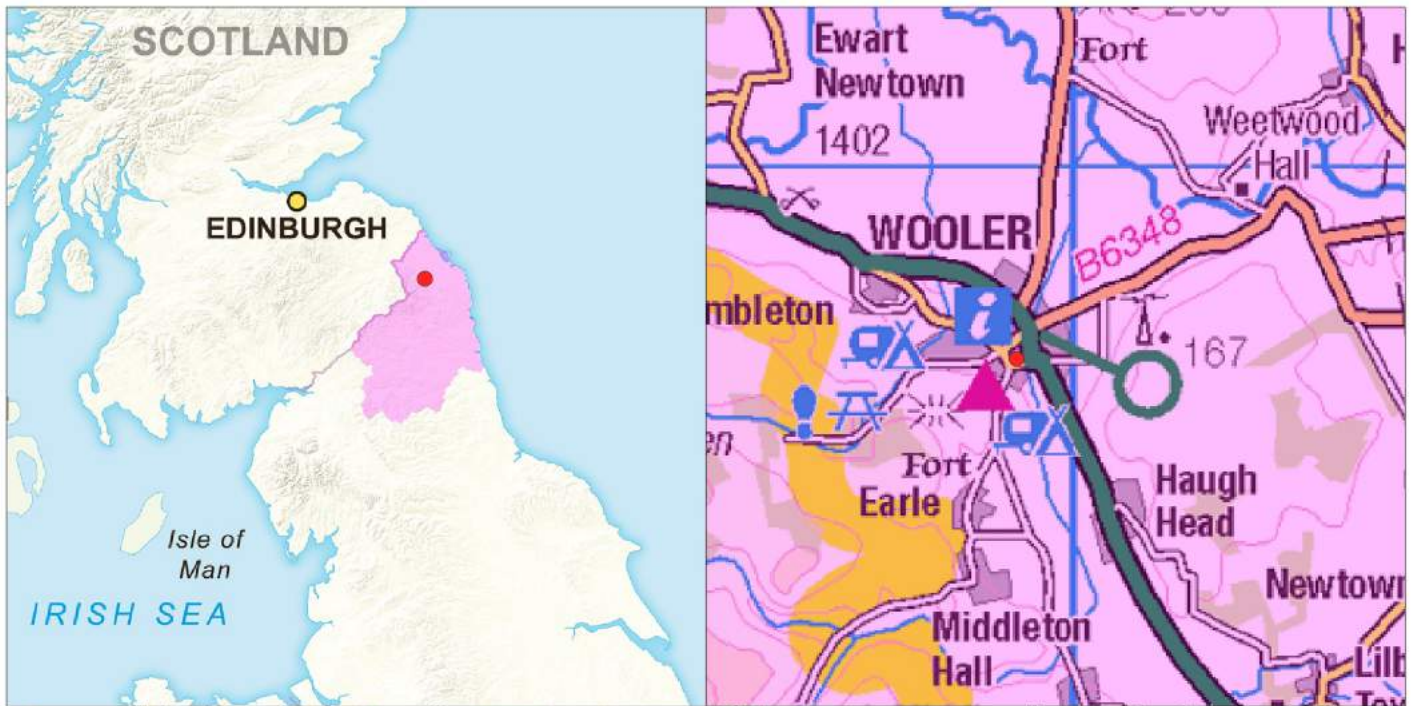 SCOTLAND
EDINBURGH
Isle of
Man
IRISH SEA
Ewart
Newtown
Fort
Weetwood
Hall
1402
WOOLER
B6348
mbleton
i
167
Fort
Earle
Haugh
Head
Newtown
Middleton
Hall
Lilb